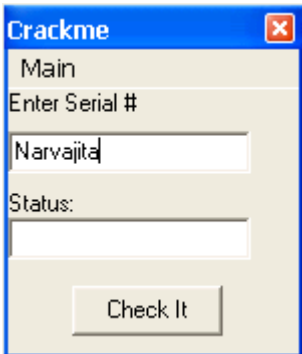 Crackme
Main
Enter Serial #
Narvajita
Status:
Check It